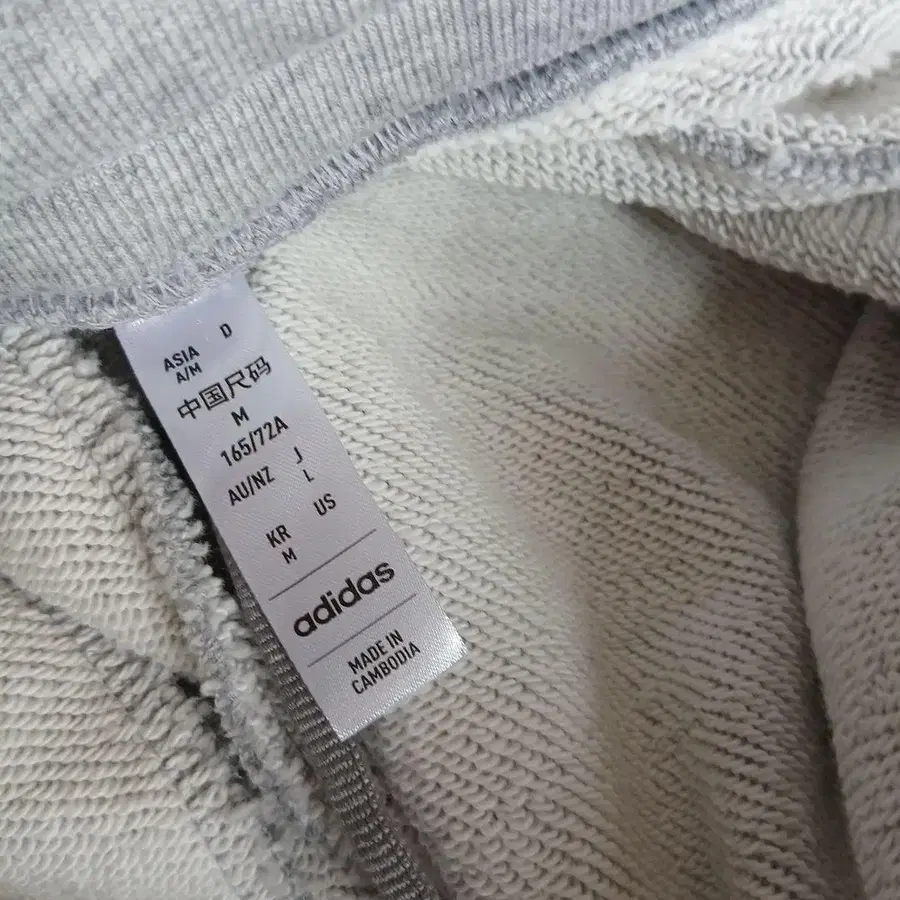 ASIA D
A/M
中国尺码
M
165/72A
AU/NZ J
L
KR US
M
adidas
MADE IN
CAMBODIA